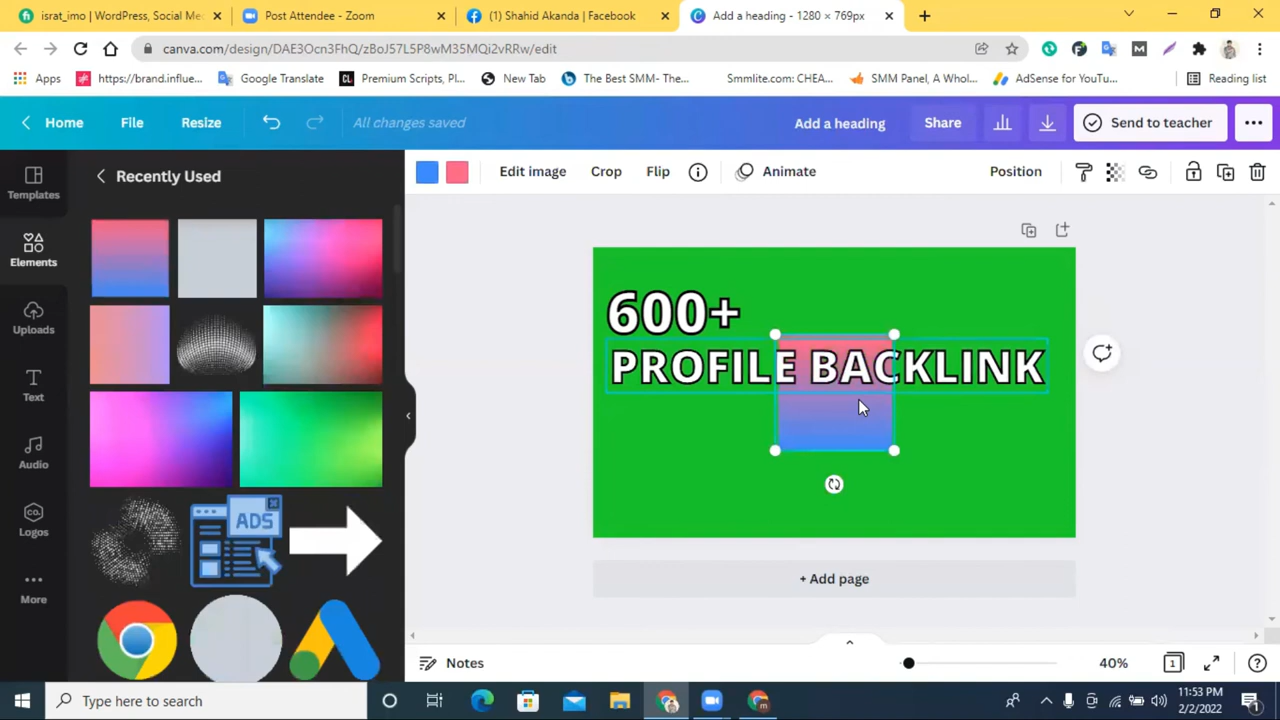 israt_imo | WordPress, Social Me
Post Attendee - Zoom
(1) Shahid Akanda | Facebook
Add a heading - 1280 × 769px
canva.com/design/DAE3Ocn3FhQ/zBoJ57L5P8wM35MQi2vRRw/edit
Apps
https://brand.influe...
Google Translate
Premium Scripts, Pl...
New Tab
The Best SMM- The...
Smmlite.com: CHEA...
SMM Panel, A Whol...
AdSense for YouTu...
Reading list
Home
File
Resize
All changes saved
Add a heading
Share
Send to teacher
Templates
Recently Used
Edit image
Crop
Flip
Animate
Position
Elements
Uploads
Text
Audio
Logos
More
ADS
600+
PROFILE BACKLINK
+ Add page
Notes
40%
1
Type here to search
11:53 PM
2/2/2022